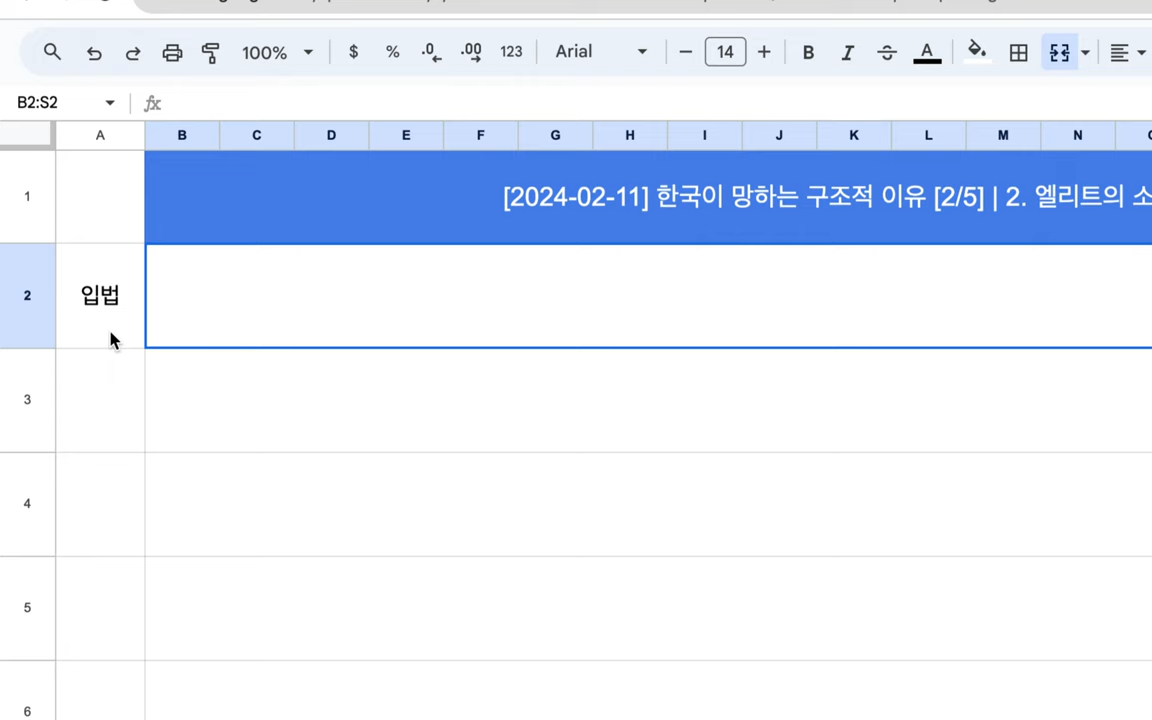 100% $ % .0 .00 123 Arial 14 B I A
B2:S2 fx
A B C D E F G H I J K L M N
1 [2024-02-11] 한국이 망하는 구조적 이유 [2/5] | 2. 엘리트의 소
2 입법
3
4
5
6